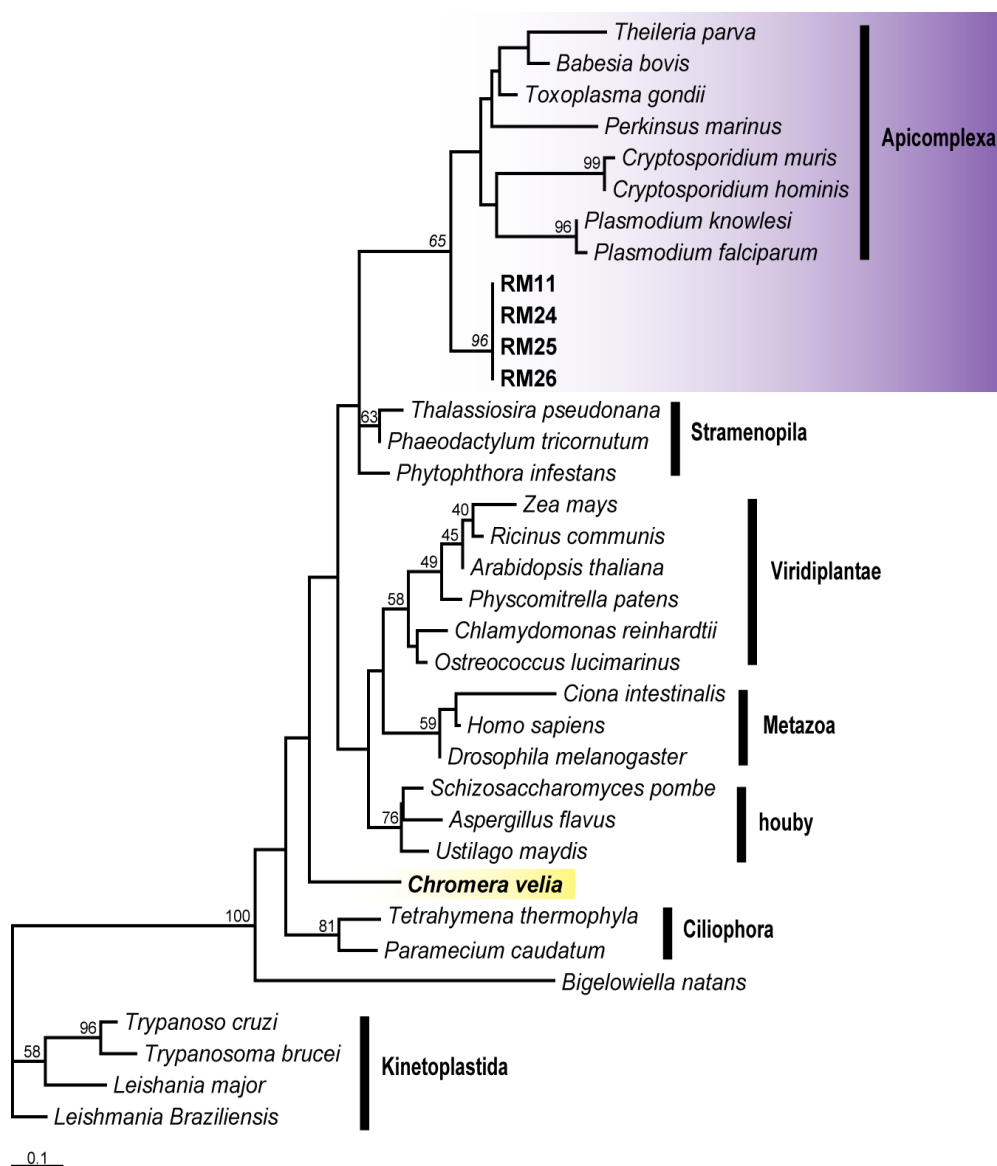 Theileria parva
Babesia bovis
Toxoplasma gondii
Perkinsus marinus
Apicomplexa
99
Cryptosporidium muris
Cryptosporidium hominis
96
Plasmodium knowlesi
Plasmodium falciparum
65
RM11
RM24
96
RM25
RM26
63
Thalassiosira pseudonana
Phaeodactylum tricornutum
Stramenopila
Phytophthora infestans
40
Zea mays
45
Ricinus communis
49
Arabidopsis thaliana
Viridiplantae
58
Physcomitrella patens
Chlamydomonas reinhardtii
Ostreococcus lucimarinus
Ciona intestinalis
59
Homo sapiens
Metazoa
Drosophila melanogaster
Schizosaccharomyces pombe
76
Aspergillus flavus
houby
Ustilago maydis
Chromera velia
100
81
Tetrahymena thermophyla
Ciliophora
Paramecium caudatum
Bigelowiella natans
96
Trypanoso cruzi
58
Trypanosoma brucei
Kinetoplastida
Leishania major
Leishmania Braziliensis
0.1